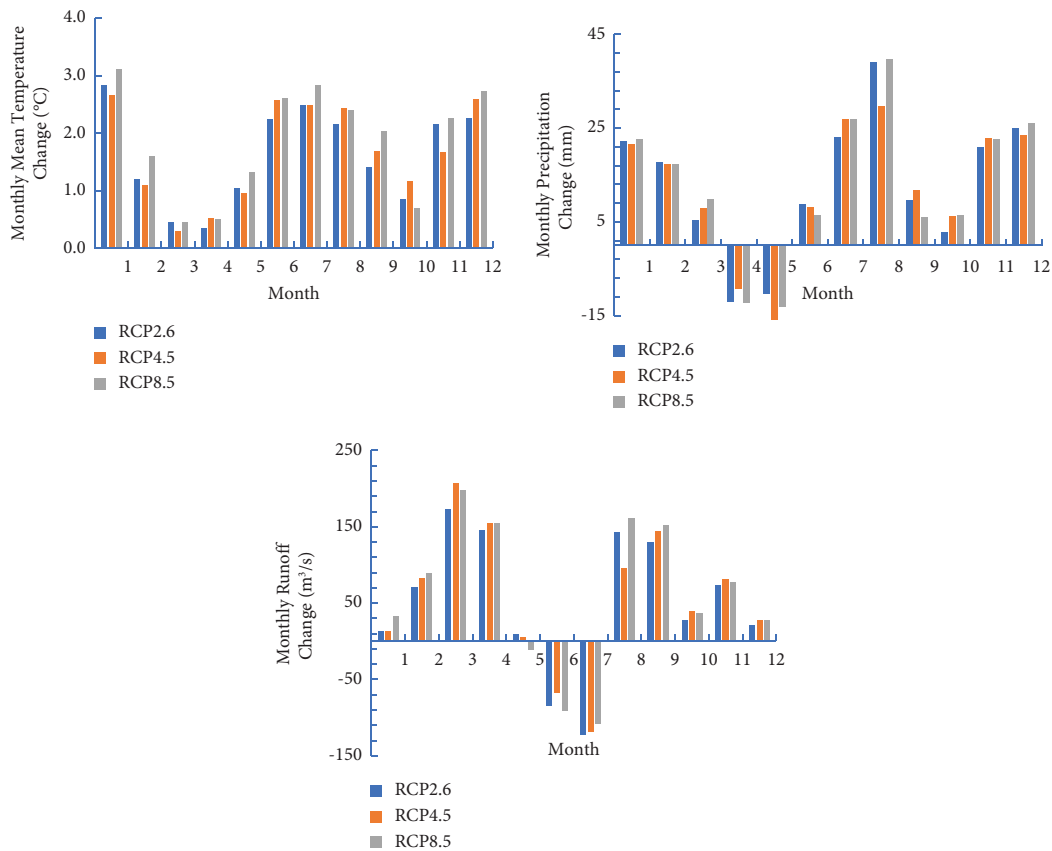 Monthly Mean Temperature
Change (°C)
4.0
3.0
2.0
1.0
0.0
1 2 3 4 5 6 7 8 9 10 11 12
Month
RCP2.6
RCP4.5
RCP8.5
Monthly Precipitation
Change (mm)
45
25
5
-15
1 2 3 4 5 6 7 8 9 10 11 12
Month
RCP2.6
RCP4.5
RCP8.5
Monthly Runoff
Change (m³/s)
250
150
50
-50
-150
1 2 3 4 5 6 7 8 9 10 11 12
Month
RCP2.6
RCP4.5
RCP8.5